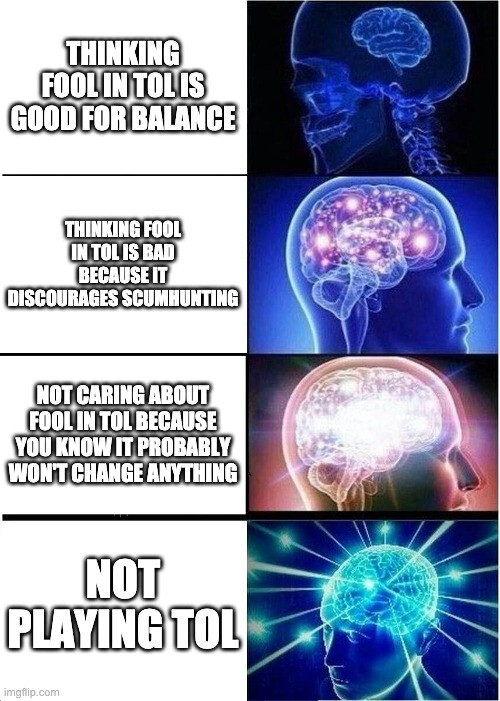 THINKING
FOOL IN TOL IS
GOOD FOR BALANCE
THINKING FOOL
IN TOL IS BAD
BECAUSE IT
DISCOURAGES SCUMHUNTING
NOT CARING ABOUT
FOOL IN TOL BECAUSE
YOU KNOW IT PROBABLY
WON'T CHANGE ANYTHING
NOT
PLAYING TOL
imgflip.com